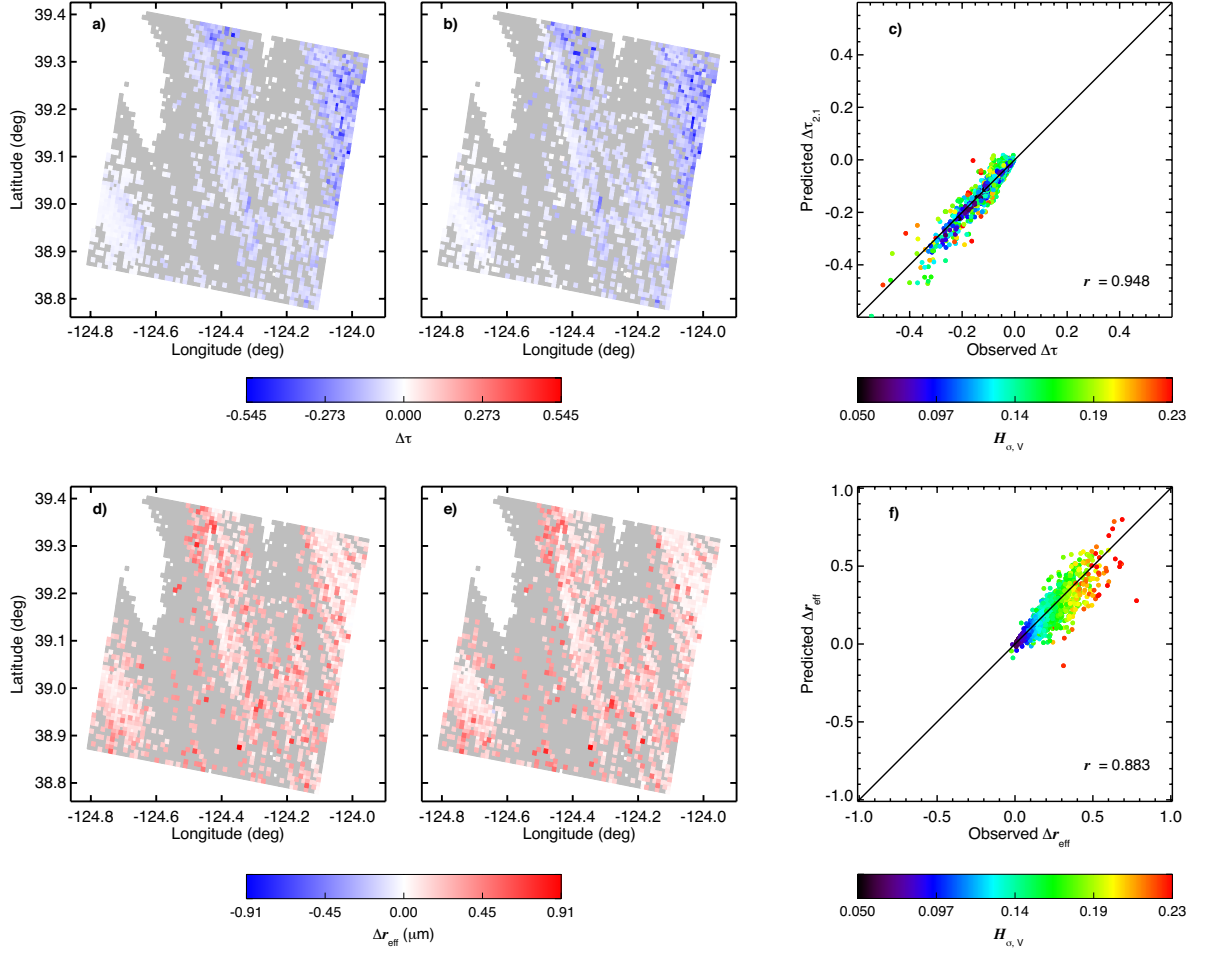 a)
39.4
39.3
39.2
39.1
39.0
38.9
38.8
Latitude (deg)
-124.8 -124.6 -124.4 -124.2 -124.0
Longitude (deg)
b)
-124.8 -124.6 -124.4 -124.2 -124.0
Longitude (deg)
-0.545 -0.273 0.000 0.273 0.545
Δτ
c)
0.4
0.2
0.0
-0.2
-0.4
Predicted Δτ2.1
r = 0.948
-0.4 -0.2 0.0 0.2 0.4
Observed Δτ
0.050 0.097 0.14 0.19 0.23
Hσ, V
d)
39.4
39.3
39.2
39.1
39.0
38.9
38.8
Latitude (deg)
-124.8 -124.6 -124.4 -124.2 -124.0
Longitude (deg)
e)
-124.8 -124.6 -124.4 -124.2 -124.0
Longitude (deg)
-0.91 -0.45 0.00 0.45 0.91
Δreff (μm)
f)
1.0
0.5
0.0
-0.5
-1.0
Predicted Δreff
r = 0.883
-1.0 -0.5 0.0 0.5 1.0
Observed Δreff
0.050 0.097 0.14 0.19 0.23
Hσ, V